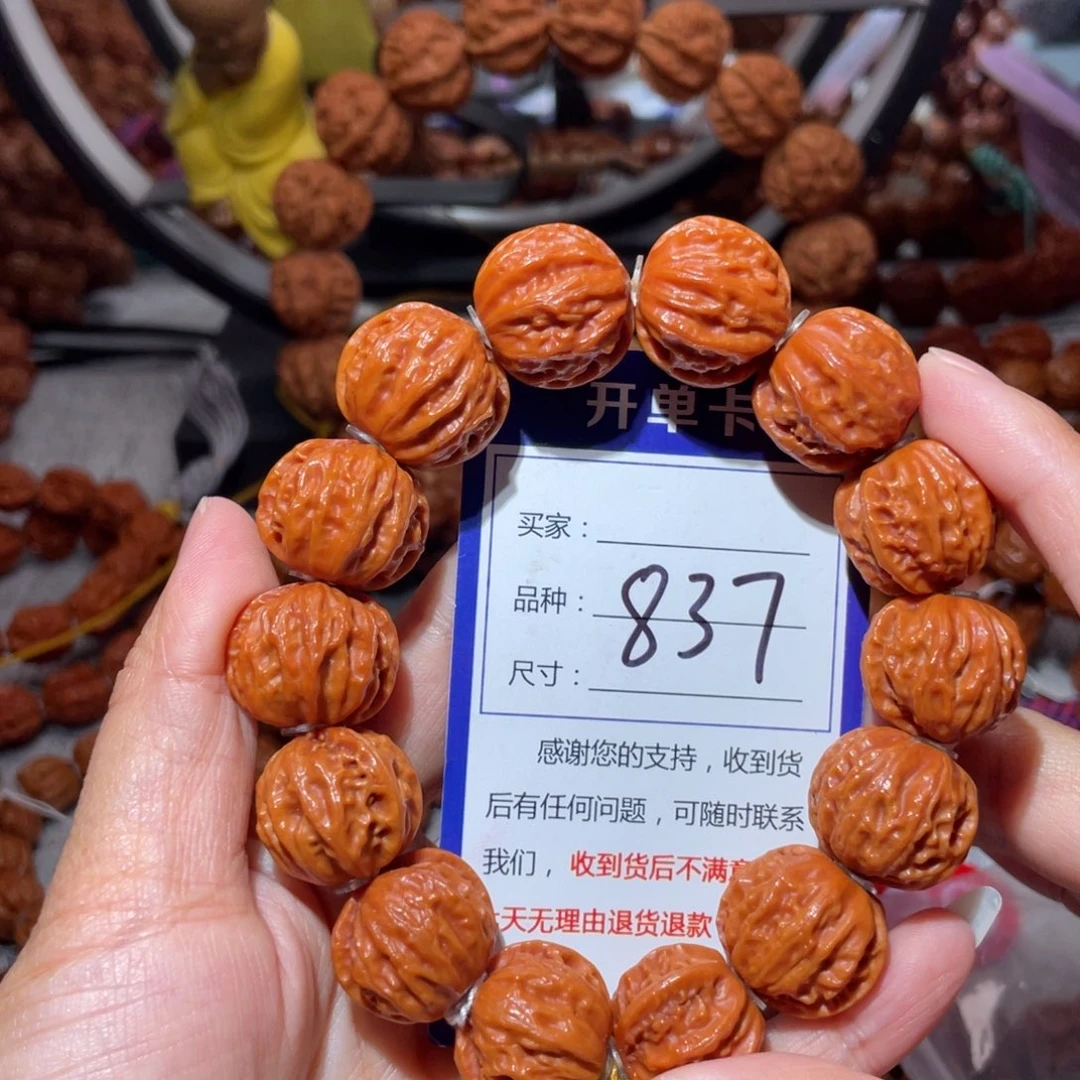 开单卡
买家：
品种：837
尺寸：
感谢您的支持，收到货
后有任何问题，可随时联系
我们，收到货后不满意
天无理由退货退款